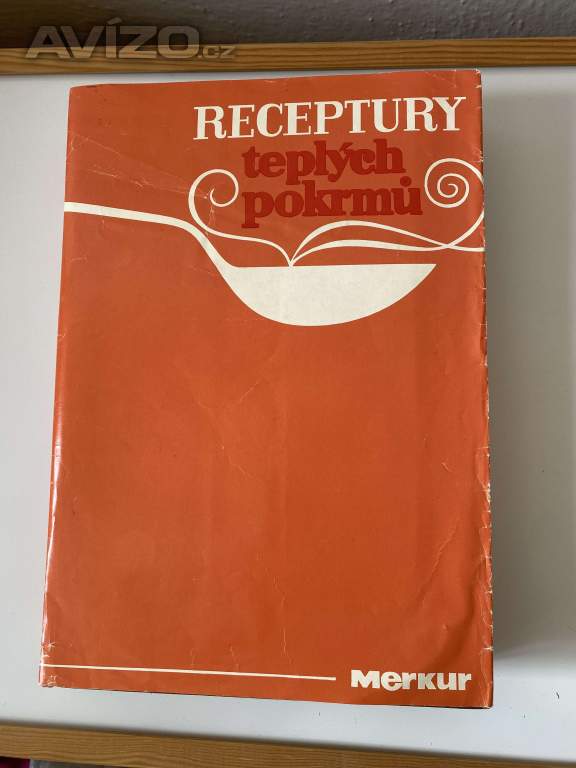 AVÍZO.cz
RECEPTURY
teplých
pokrmů
Merkur